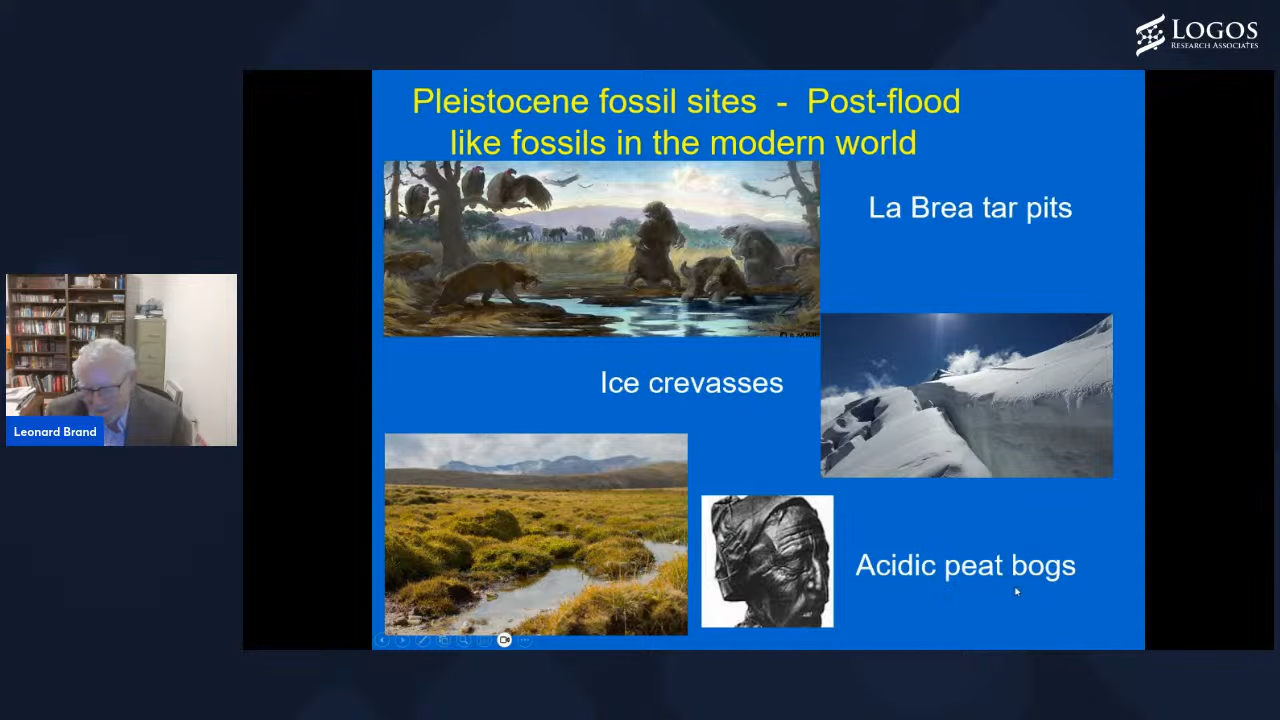 LOGOS
RESEARCH ASSOCIATES
Pleistocene fossil sites - Post-flood
like fossils in the modern world
La Brea tar pits
Ice crevasses
Acidic peat bogs
Leonard Brand